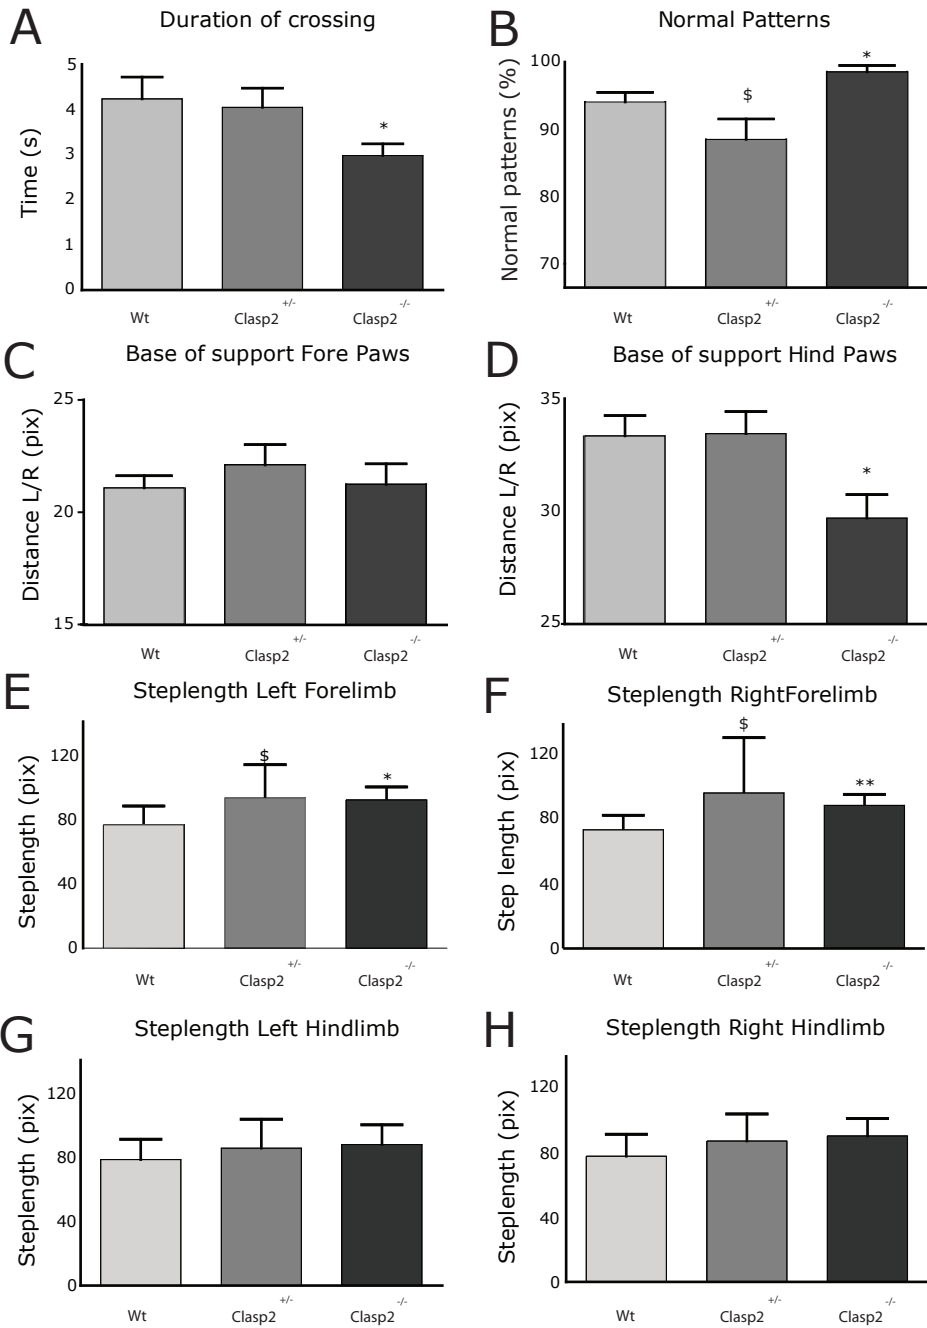 A
Duration of crossing
Time (s)
5
4
3
2
1
0
*
Wt
Clasp2 +/-
Clasp2 -/-
B
Normal Patterns
Normal patterns (%)
100
90
80
70
$
*
Wt
Clasp2 +/-
Clasp2 -/-
C
Base of support Fore Paws
Distance L/R (pix)
25
20
15
Wt
Clasp2 +/-
Clasp2 -/-
D
Base of support Hind Paws
Distance L/R (pix)
35
30
25
*
Wt
Clasp2 +/-
Clasp2 -/-
E
Steplength Left Forelimb
Steplength (pix)
120
80
40
0
$
*
Wt
Clasp2 +/-
Clasp2 -/-
F
Steplength RightForelimb
Step length (pix)
120
80
40
0
$
**
Wt
Clasp2 +/-
Clasp2 -/-
G
Steplength Left Hindlimb
Steplength (pix)
120
80
40
0
Wt
Clasp2 +/-
Clasp2 -/-
H
Steplength Right Hindlimb
Steplength (pix)
120
80
40
0
Wt
Clasp2 +/-
Clasp2 -/-